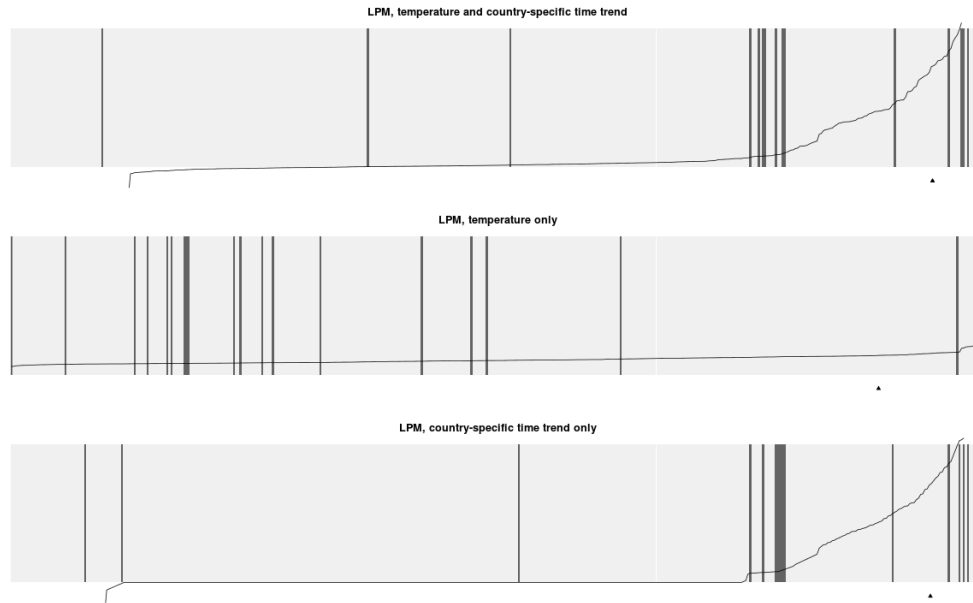 LPM, temperature and country-specific time trend
LPM, temperature only
LPM, country-specific time trend only